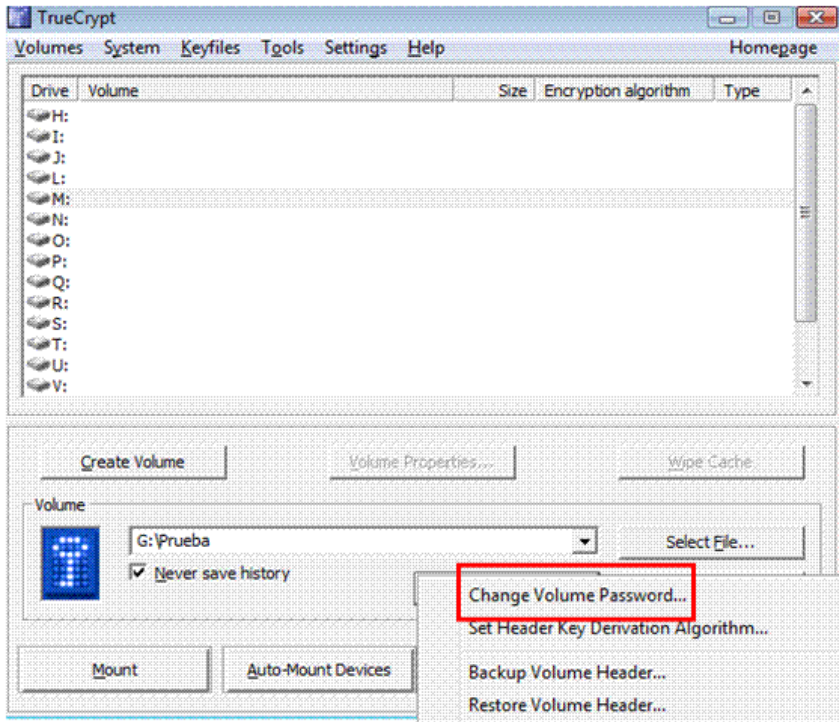 TrueCrypt
Volumes System Keyfiles Tools Settings Help Homepage
Drive Volume Size Encryption algorithm Type
H:
I:
J:
L:
M:
N:
O:
P:
Q:
R:
S:
T:
U:
V:
Create Volume Volume Properties... Wipe Cache
Volume
G:\Prueba Select File...
Never save history
Change Volume Password...
Set Header Key Derivation Algorithm...
Mount Auto-Mount Devices Backup Volume Header...
Restore Volume Header...